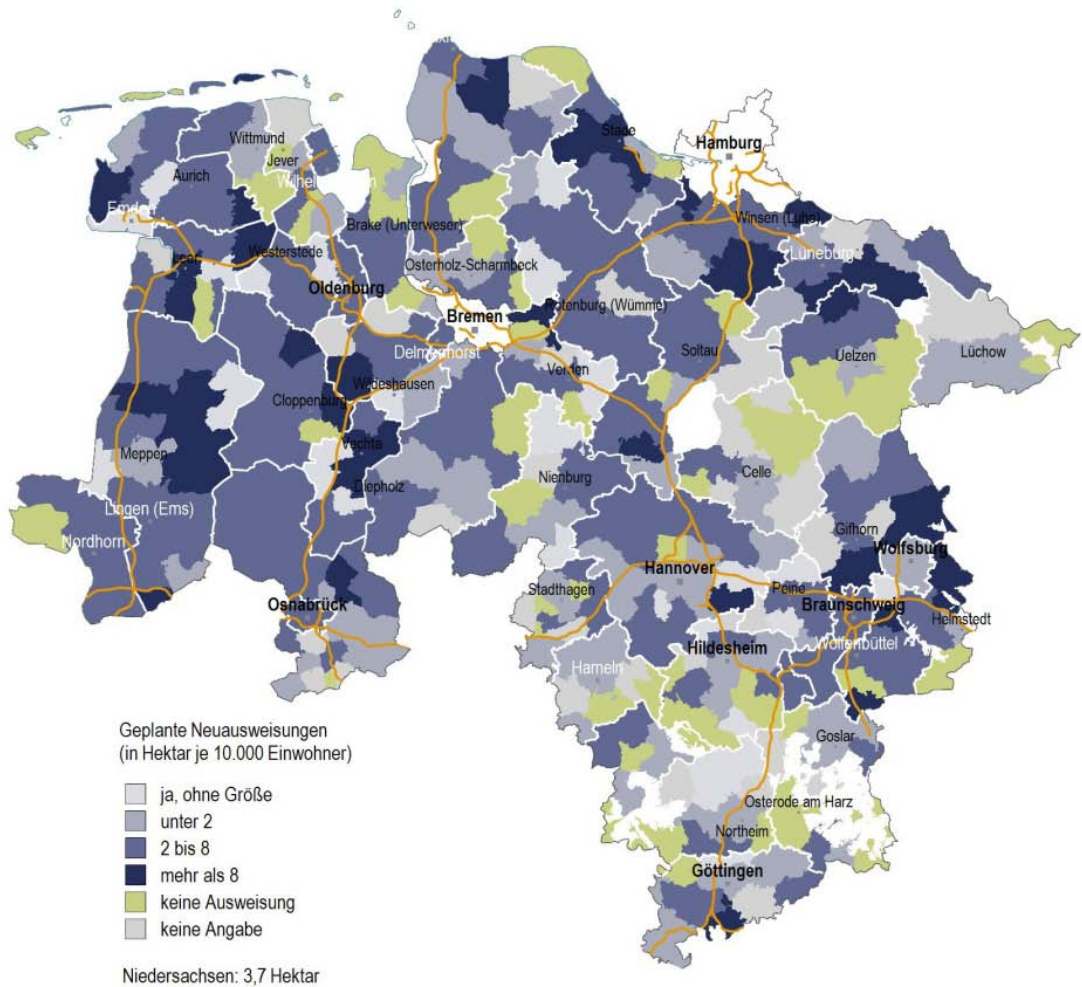 Stade
Hamburg
Wittmund
Jever
Aurich
Emden
Brake (Unterweser)
Winsen (Luhe)
Lüneburg
Leer
Westerstede
Osterholz-Scharmbeck
Oldenburg
Bremen
Rotenburg (Wümme)
Delmenhorst
Verden
Soltau
Uelzen
Lüchow
Wildeshausen
Cloppenburg
Vechta
Meppen
Diepholz
Nienburg
Celle
Lingen (Ems)
Nordhorn
Gifhorn
Wolfsburg
Hannover
Stadthagen
Peine
Osnabrück
Braunschweig
Helmstedt
Wolfenbüttel
Hildesheim
Hameln
Goslar
Osterode am Harz
Northeim
Göttingen
Geplante Neuausweisungen
(in Hektar je 10.000 Einwohner)
ja, ohne Größe
unter 2
2 bis 8
mehr als 8
keine Ausweisung
keine Angabe
Niedersachsen: 3,7 Hektar